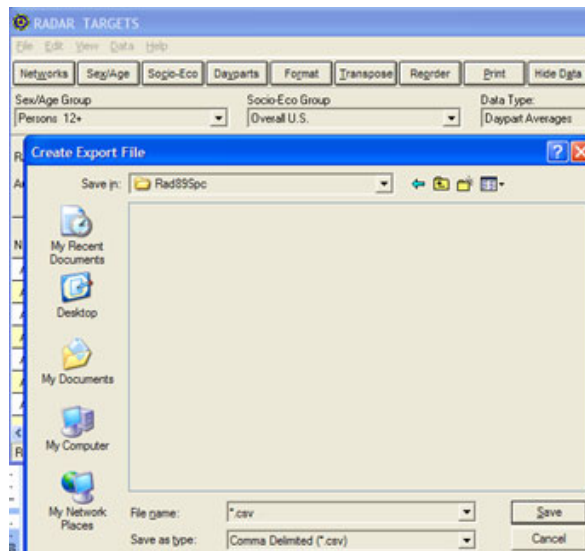 RADAR TARGETS
File Edit View Data Help
Networks Sex/Age Socio-Eco Dayparts Format Transpose Reorder Print Hide Data
Sex/Age Group Socio-Eco Group Data Type:
Persons 12+ Overall U.S. Daypart Averages
Create Export File
Save in: Rad89Spc
My Recent
Documents
Desktop
My Documents
My Computer
My Network
Places
File name: *.csv Save
Save as type: Comma Delimited (*.csv) Cancel